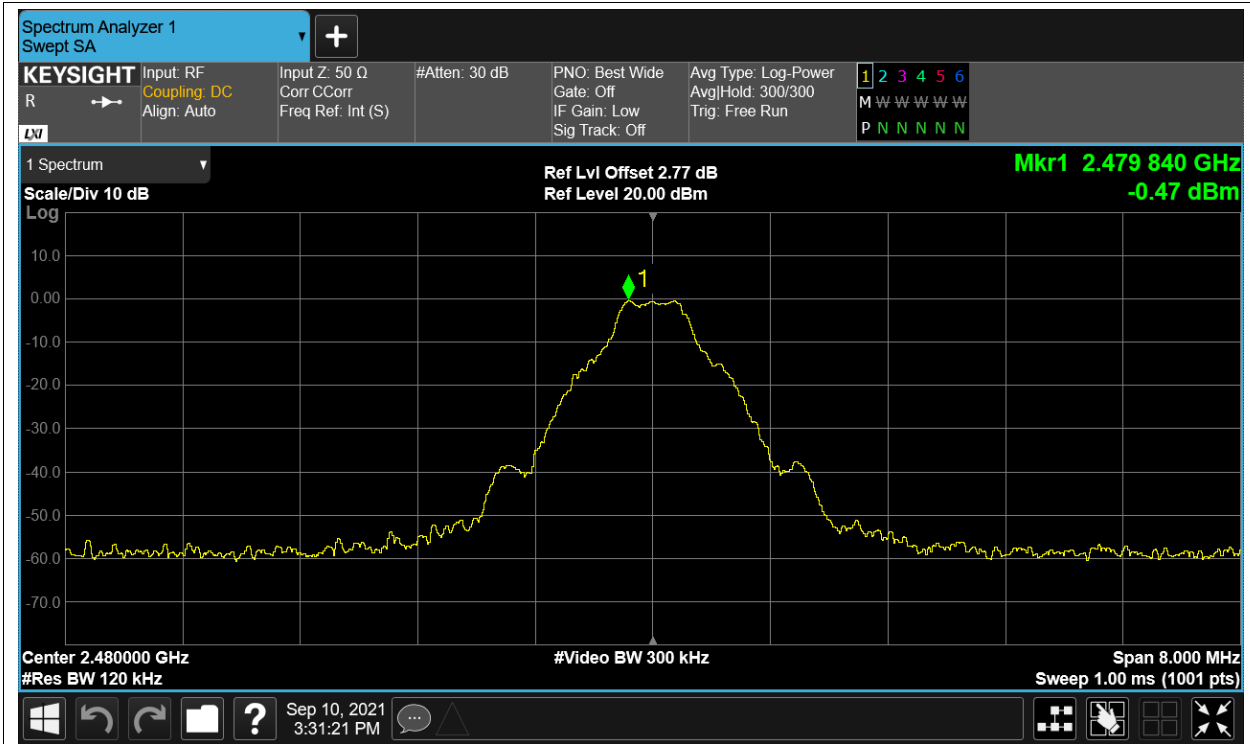 Spectrum Analyzer 1
Swept SA
KEYSIGHT
R
LXI
Input: RF
Coupling: DC
Align: Auto
Input Z: 50 Ω
Corr CCorr
Freq Ref: Int (S)
#Atten: 30 dB
PNO: Best Wide
Gate: Off
IF Gain: Low
Sig Track: Off
Avg Type: Log-Power
Avg|Hold: 300/300
Trig: Free Run
1 2 3 4 5 6
M W W W W W
P N N N N N
1 Spectrum
Scale/Div 10 dB
Log
Ref Lvl Offset 2.77 dB
Ref Level 20.00 dBm
Mkr1 2.479 840 GHz
-0.47 dBm
1
10.0
0.00
-10.0
-20.0
-30.0
-40.0
-50.0
-60.0
-70.0
Center 2.480000 GHz
#Res BW 120 kHz
#Video BW 300 kHz
Span 8.000 MHz
Sweep 1.00 ms (1001 pts)
?
Sep 10, 2021
3:31:21 PM